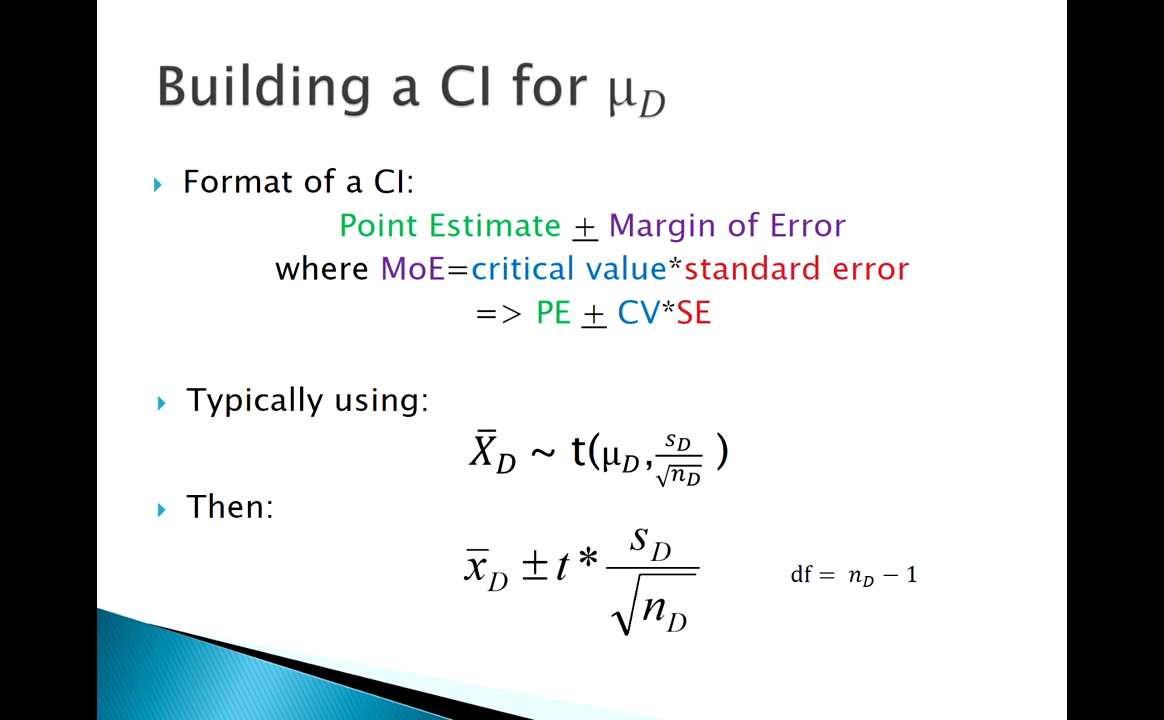 Building a CI for μ_D
Format of a CI:
Point Estimate ± Margin of Error
where MoE=critical value*standard error
=> PE ± CV*SE
Typically using:
X̄_D ~ t(μ_D, s_D/√n_D )
Then:
x̄_D ± t * s_D/√n_D
df = n_D − 1